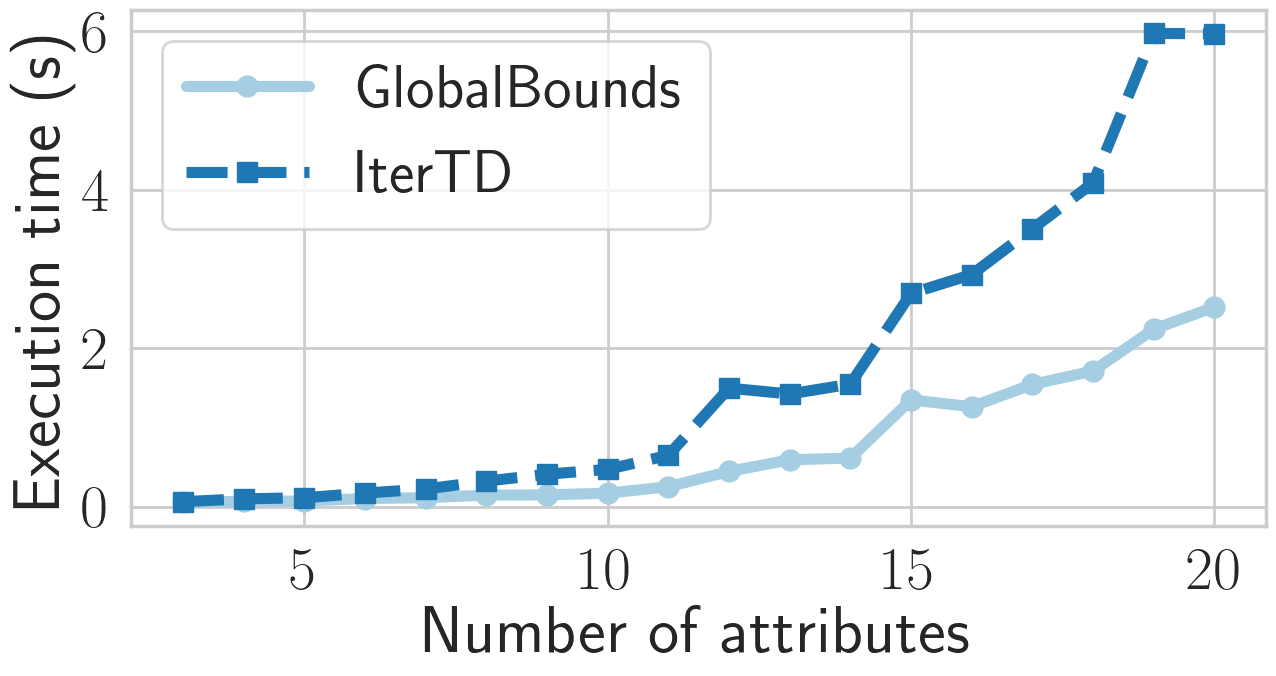 GlobalBounds
IterTD
Execution time (s)
6
4
2
0
5 10 15 20
Number of attributes